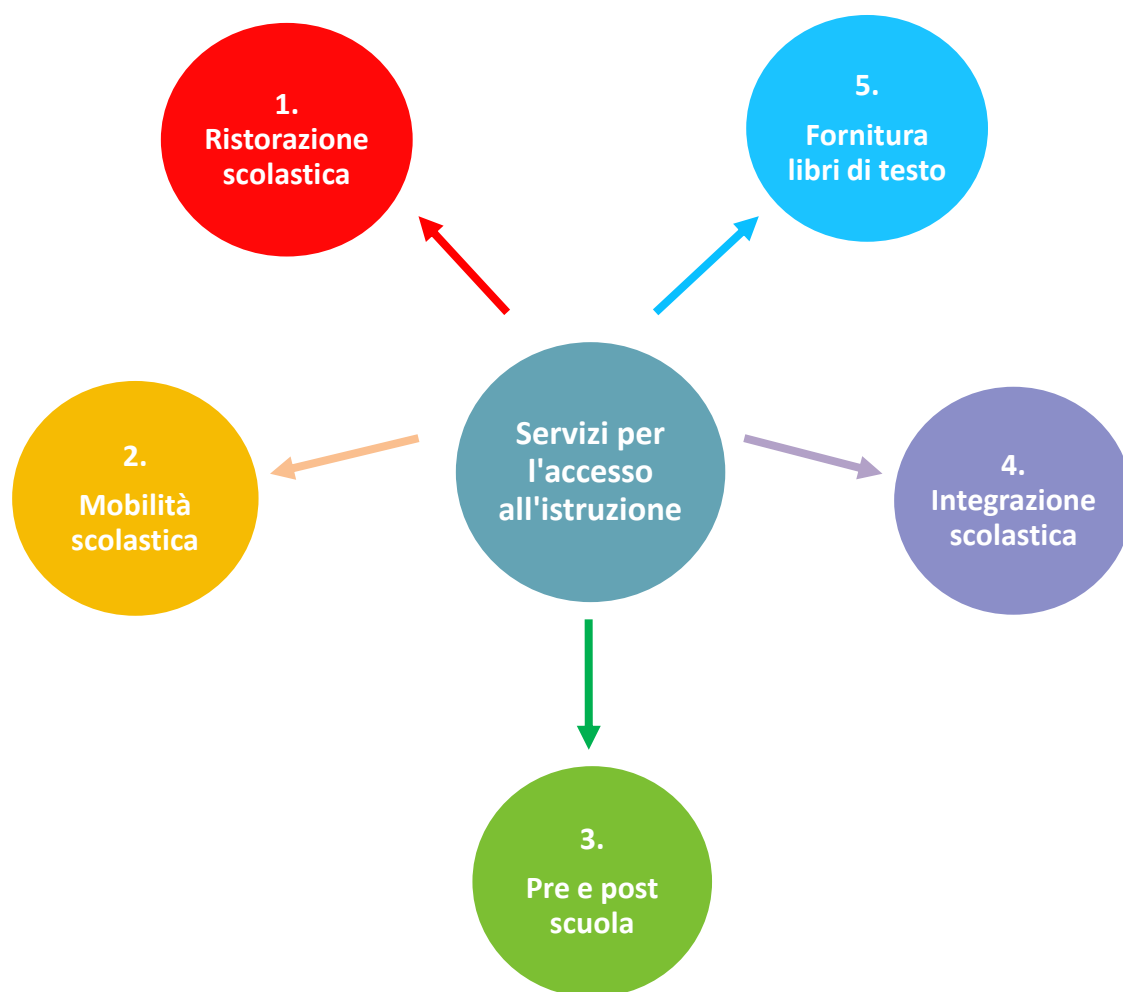 1.
Ristorazione
scolastica
5.
Fornitura
libri di testo
Servizi per
l'accesso
all'istruzione
2.
Mobilità
scolastica
4.
Integrazione
scolastica
3.
Pre e post
scuola